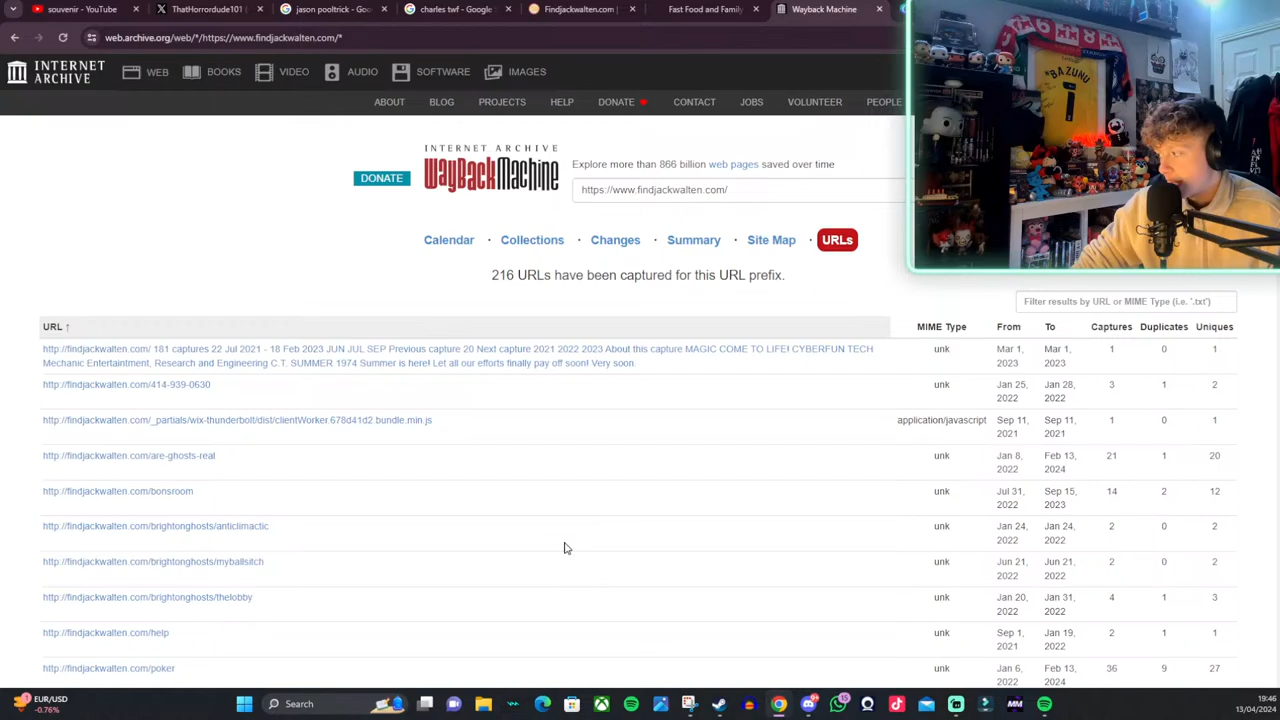 souvenir - YouTube
ThatHorrordude101
jason pooltrick - Goo
charles twf - Google
Findjackwalten.com |
Fast Food and Family
Wayback Machine
web.archive.org/web/*/https://www.findjackwalten.com/*
INTERNET ARCHIVE
WEB BOOKS VIDEO AUDIO SOFTWARE IMAGES
ABOUT BLOG PROJECTS HELP DONATE CONTACT JOBS VOLUNTEER PEOPLE
BAZUNU
1
DONATE
INTERNET ARCHIVE
WayBackMachine
Explore more than 866 billion web pages saved over time
https://www.findjackwalten.com/
Calendar · Collections · Changes · Summary · Site Map · URLs
216 URLs have been captured for this URL prefix.
Filter results by URL or MIME Type (i.e. '.txt')
URL ↑ MIME Type From To Captures Duplicates Uniques
http://findjackwalten.com/ 181 captures 22 Jul 2021 - 18 Feb 2023 JUN JUL SEP Previous capture 20 Next capture 2021 2022 2023 About this capture MAGIC COME TO LIFE! CYBERFUN TECH unk Mar 1, Mar 1, 1 0 1
Mechanic Entertaintment, Research and Engineering C.T. SUMMER 1974 Summer is here! Let all our efforts finally pay off soon! Very soon. 2023 2023
http://findjackwalten.com/414-939-0630 unk Jan 25, Jan 28, 3 1 2
2022 2022
http://findjackwalten.com/_partials/wix-thunderbolt/dist/clientWorker.678d41d2.bundle.min.js application/javascript Sep 11, Sep 11, 1 0 1
2021 2021
http://findjackwalten.com/are-ghosts-real unk Jan 8, Feb 13, 21 1 20
2022 2024
http://findjackwalten.com/bonsroom unk Jul 31, Sep 15, 14 2 12
2022 2023
http://findjackwalten.com/brightonghosts/anticlimactic unk Jan 24, Jan 24, 2 0 2
2022 2022
http://findjackwalten.com/brightonghosts/myballsitch unk Jun 21, Jun 21, 2 0 2
2022 2022
http://findjackwalten.com/brightonghosts/thelobby unk Jan 20, Jan 31, 4 1 3
2022 2022
http://findjackwalten.com/help unk Sep 1, Jan 19, 2 1 1
2021 2022
http://findjackwalten.com/poker unk Jan 6, Feb 13, 36 9 27
2022 2024
EUR/USD
-0.76%
Search
15
19:46
13/04/2024